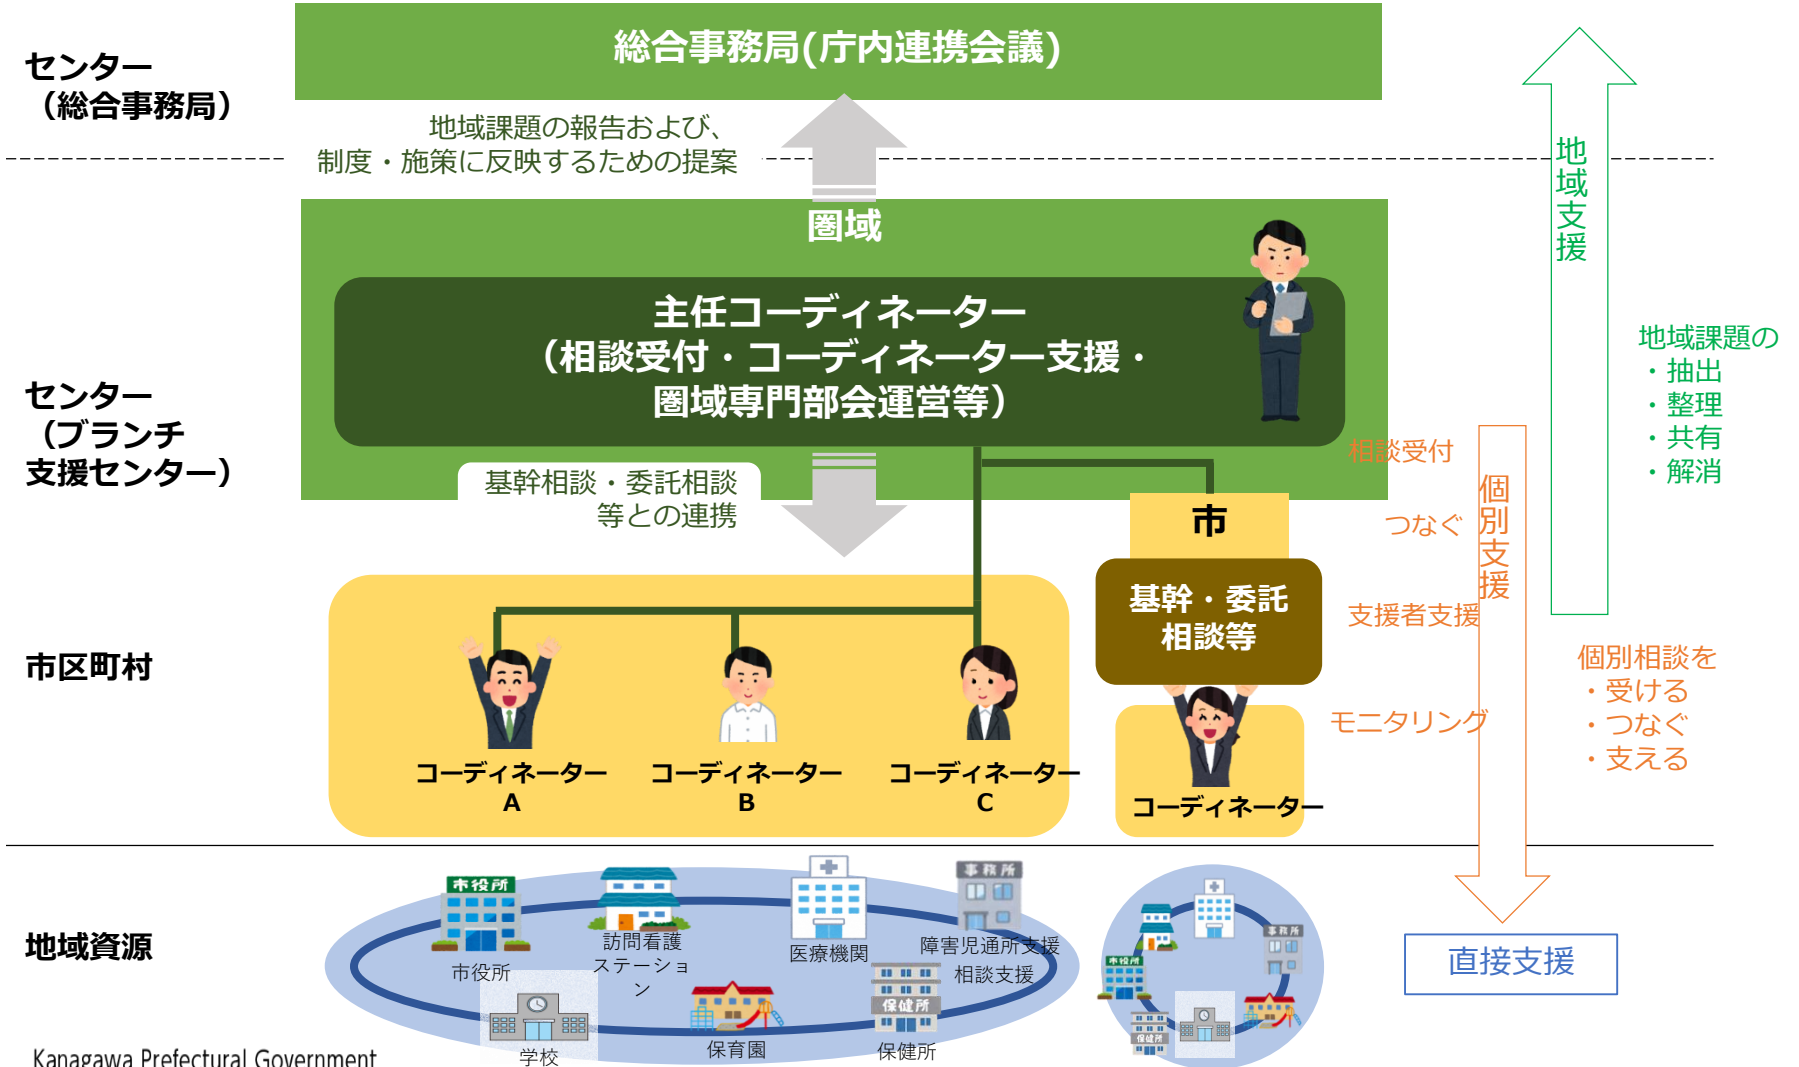 センター
（総合事務局）
総合事務局(庁内連携会議)
地域課題の報告および、
制度・施策に反映するための提案
圏域
主任コーディネーター
（相談受付・コーディネーター支援・
圏域専門部会運営等）
センター
（ブランチ
支援センター）
基幹相談・委託相談
等との連携
市
基幹・委託
相談等
市区町村
コーディネーター
A
コーディネーター
B
コーディネーター
C
コーディネーター
相談受付
つなぐ
支援者支援
モニタリング
個別支援
地域支援
地域課題の
・抽出
・整理
・共有
・解消
個別相談を
・受ける
・つなぐ
・支える
直接支援
地域資源
市役所
市役所
訪問看護
ステーショ
ン
医療機関
事務所
障害児通所支援
相談支援
学校
保育園
保健所
保健所
事務所
市役所
保健所
Kanagawa Prefectural Government